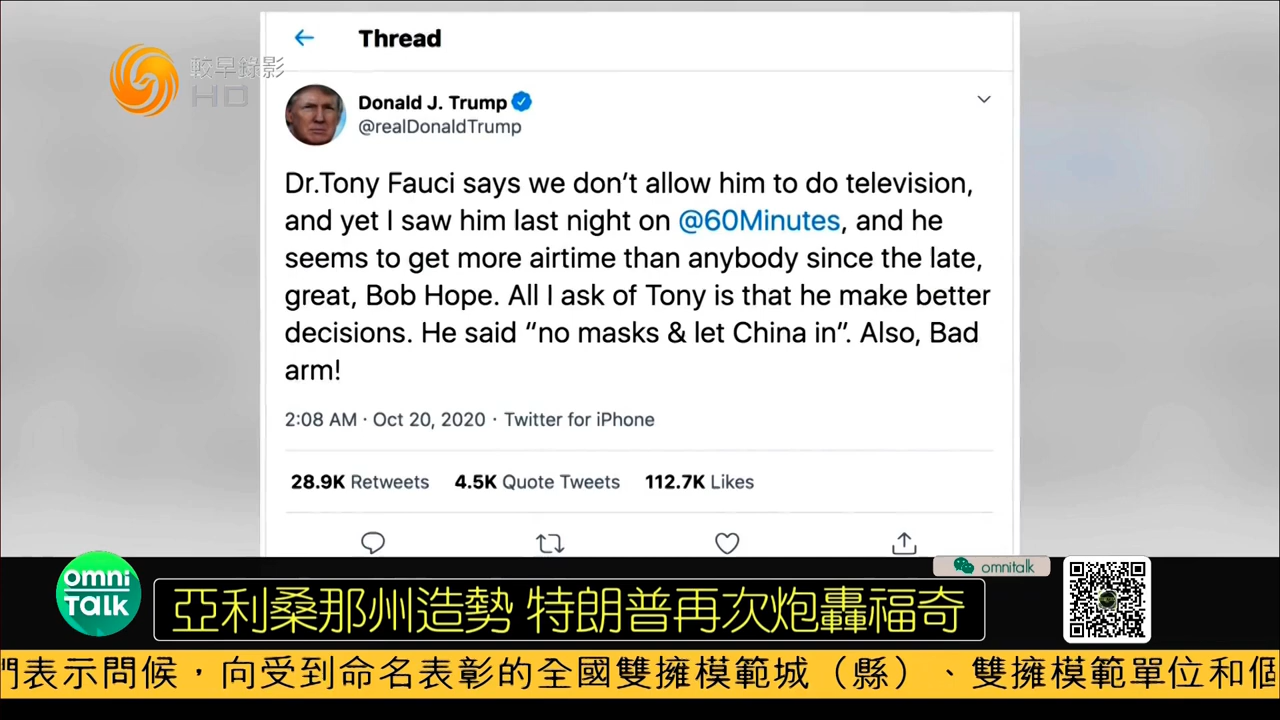 Thread
較早錄影
HD
Donald J. Trump
@realDonaldTrump
Dr.Tony Fauci says we don’t allow him to do television,
and yet I saw him last night on @60Minutes, and he
seems to get more airtime than anybody since the late,
great, Bob Hope. All I ask of Tony is that he make better
decisions. He said “no masks & let China in”. Also, Bad
arm!
2:08 AM · Oct 20, 2020 · Twitter for iPhone
28.9K Retweets 4.5K Quote Tweets 112.7K Likes
omnitalk
omni
Talk
亞利桑那州造勢 特朗普再次炮轟福奇
門表示問候，向受到命名表彰的全國雙擁模範城（縣）、雙擁模範單位和個